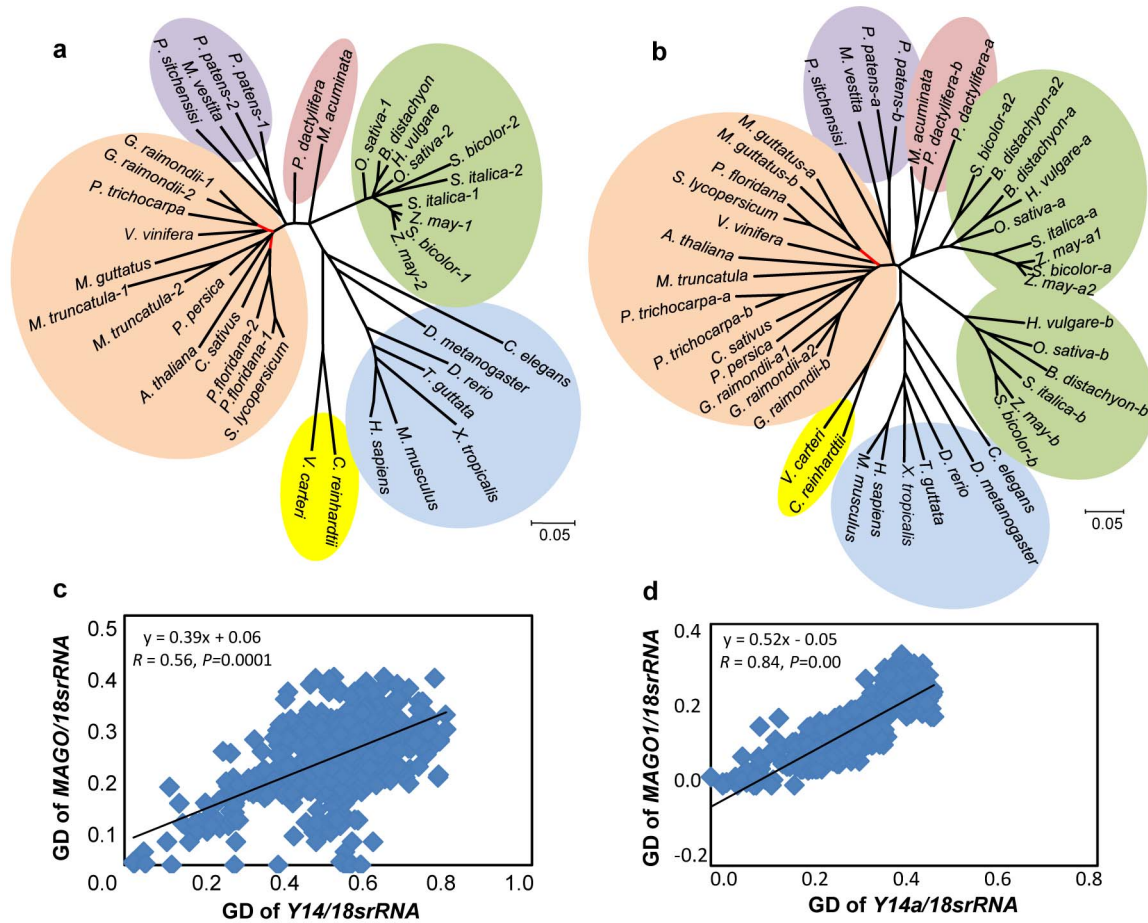 a
P. sitchensisi
M. vestita
P. patens-2
P. patens-1
P. dactylifera
M. acuminata
O. sativa-1
B. distachyon
H. vulgare
O. sativa-2
S. bicolor-2
S. italica-2
S. italica-1
Z. may-1
S. bicolor-1
Z. may-2
G. raimondii-1
G. raimondii-2
P. trichocarpa
V. vinifera
M. guttatus
M. truncatula-1
M. truncatula-2
P. persica
A. thaliana
C. sativus
P.floridana-2
P.floridana-1
S. lycopersicum
V. carteri
C. reinhardtii
H. sapiens
M. musculus
X. tropicalis
T. guttata
D. rerio
D. metanogaster
C. elegans
0.05
b
P. sitchensisi
M. vestita
P. patens-a
P. patens-b
M. acuminata
P. dactylifera-b
P. dactylifera-a
S. bicolor-a2
B. distachyon-a2
B. distachyon-a
H. vulgare-a
O. sativa-a
S. italica-a
Z. may-a1
S. bicolor-a
Z. may-a2
H. vulgare-b
O. sativa-b
B. distachyon-b
S. italica-b
Z. may-b
S. bicolor-b
M. guttatus-a
M. guttatus-b
P. floridana
S. lycopersicum
V. vinifera
A. thaliana
M. truncatula
P. trichocarpa-a
P. trichocarpa-b
C. sativus
P. persica
G. raimondii-a1
G. raimondii-a2
G. raimondii-b
V. carteri
C. reinhardtii
M. musculus
H. sapiens
X. tropicalis
T. guttata
D. rerio
D. metanogaster
C. elegans
0.05
c
y = 0.39x + 0.06
R = 0.56, P=0.0001
GD of MAGO/18srRNA
0.5
0.4
0.3
0.2
0.1
0.0
0.2
0.4
0.6
0.8
1.0
GD of Y14/18srRNA
d
y = 0.52x - 0.05
R = 0.84, P=0.00
GD of MAGO1/18srRNA
0.4
0.2
0.0
-0.2
0.0
0.2
0.4
0.6
0.8
GD of Y14a/18srRNA